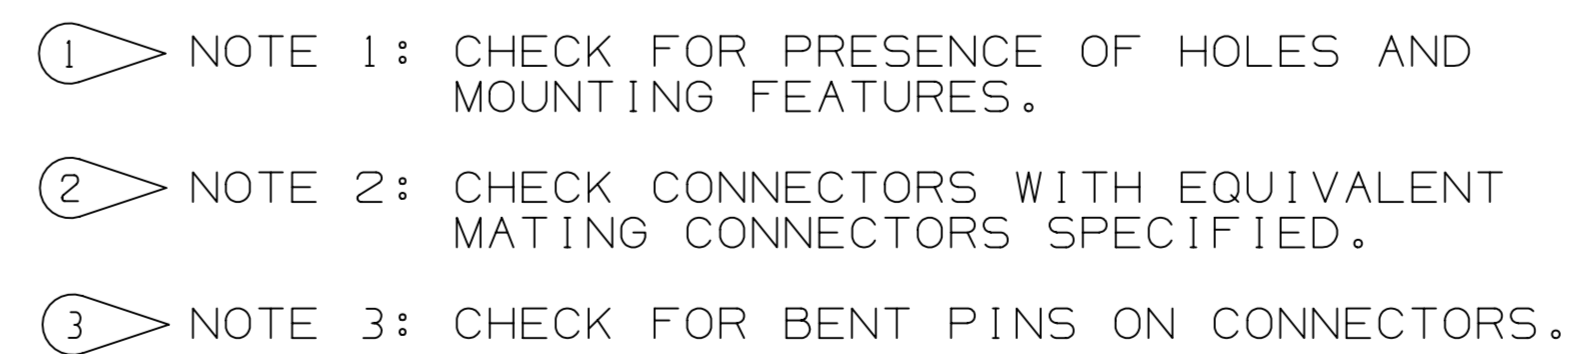 1 NOTE 1: CHECK FOR PRESENCE OF HOLES AND
MOUNTING FEATURES.
2 NOTE 2: CHECK CONNECTORS WITH EQUIVALENT
MATING CONNECTORS SPECIFIED.
3 NOTE 3: CHECK FOR BENT PINS ON CONNECTORS.